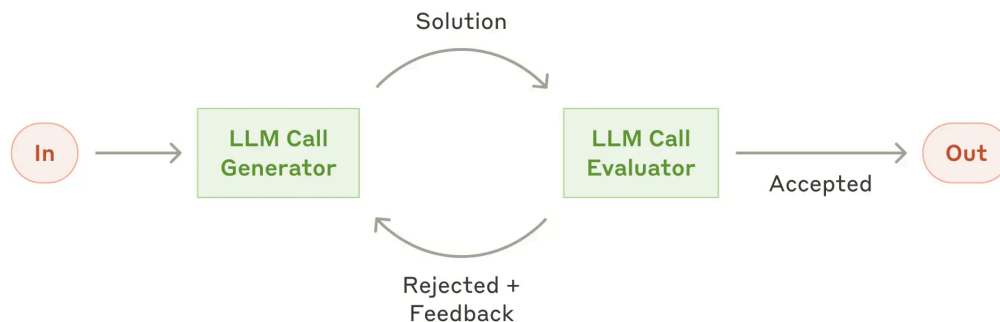 Solution
In
LLM Call
Generator
LLM Call
Evaluator
Out
Accepted
Rejected +
Feedback